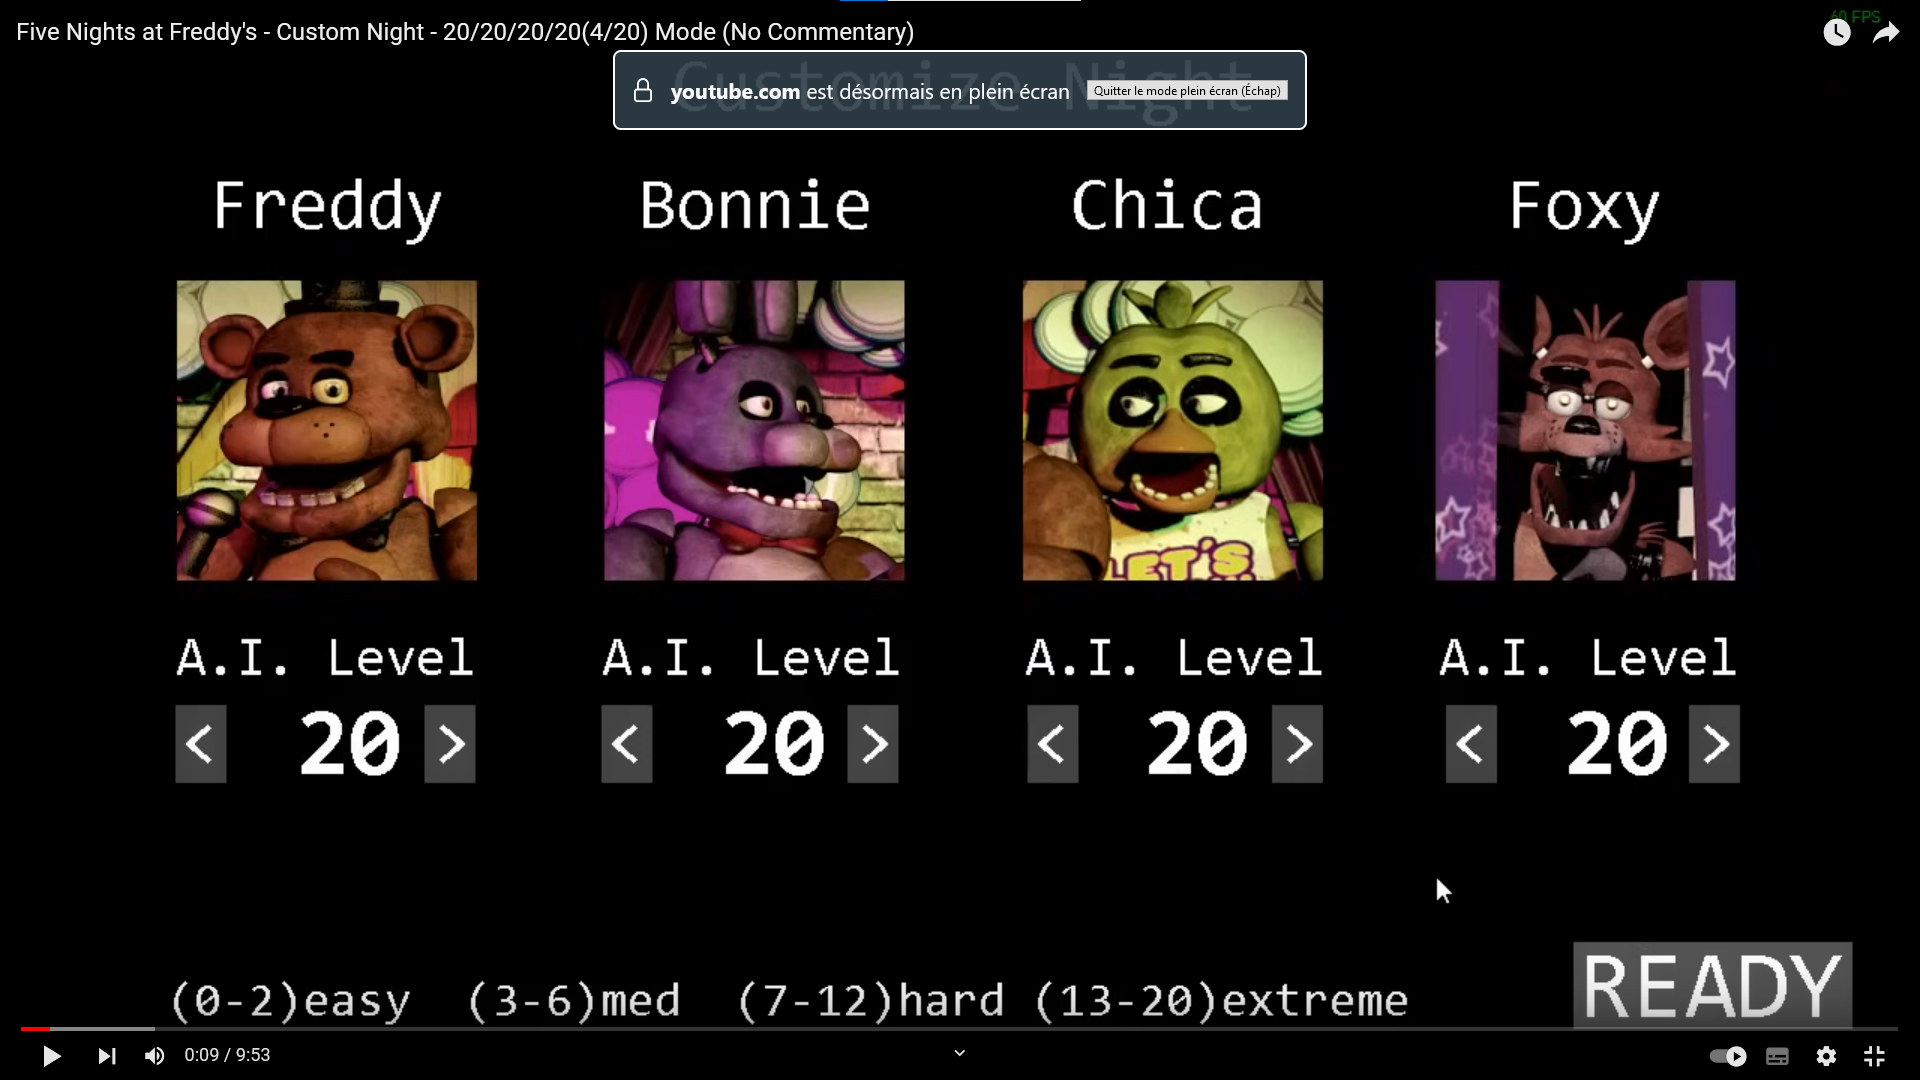 60 FPS
Five Nights at Freddy's - Custom Night - 20/20/20/20(4/20) Mode (No Commentary)
Customize Night
youtube.com est désormais en plein écran
Quitter le mode plein écran (Échap)
Freddy Bonnie Chica Foxy
LET'S
A.I. Level A.I. Level A.I. Level A.I. Level
< 20 > < 20 > < 20 > < 20 >
(0-2)easy (3-6)med (7-12)hard (13-20)extreme
READY
0:09 / 9:53